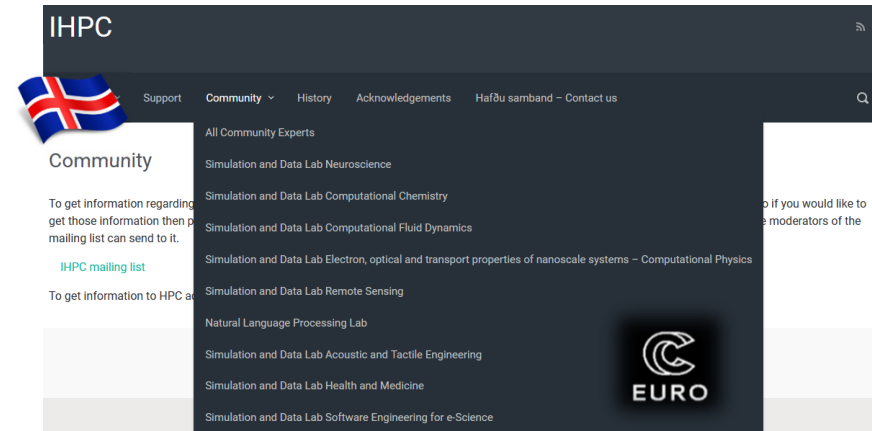 IHPC
Support
Community
History
Acknowledgements
Hafðu samband – Contact us
All Community Experts
Community
Simulation and Data Lab Neuroscience
Simulation and Data Lab Computational Chemistry
To get information regarding
o if you would like to
Simulation and Data Lab Computational Fluid Dynamics
get those information then p
e moderators of the
mailing list can send to it.
Simulation and Data Lab Electron, optical and transport properties of nanoscale systems – Computational Physics
IHPC mailing list
Simulation and Data Lab Remote Sensing
To get information to HPC a
Natural Language Processing Lab
Simulation and Data Lab Acoustic and Tactile Engineering
Simulation and Data Lab Health and Medicine
Simulation and Data Lab Software Engineering for e-Science
EURO